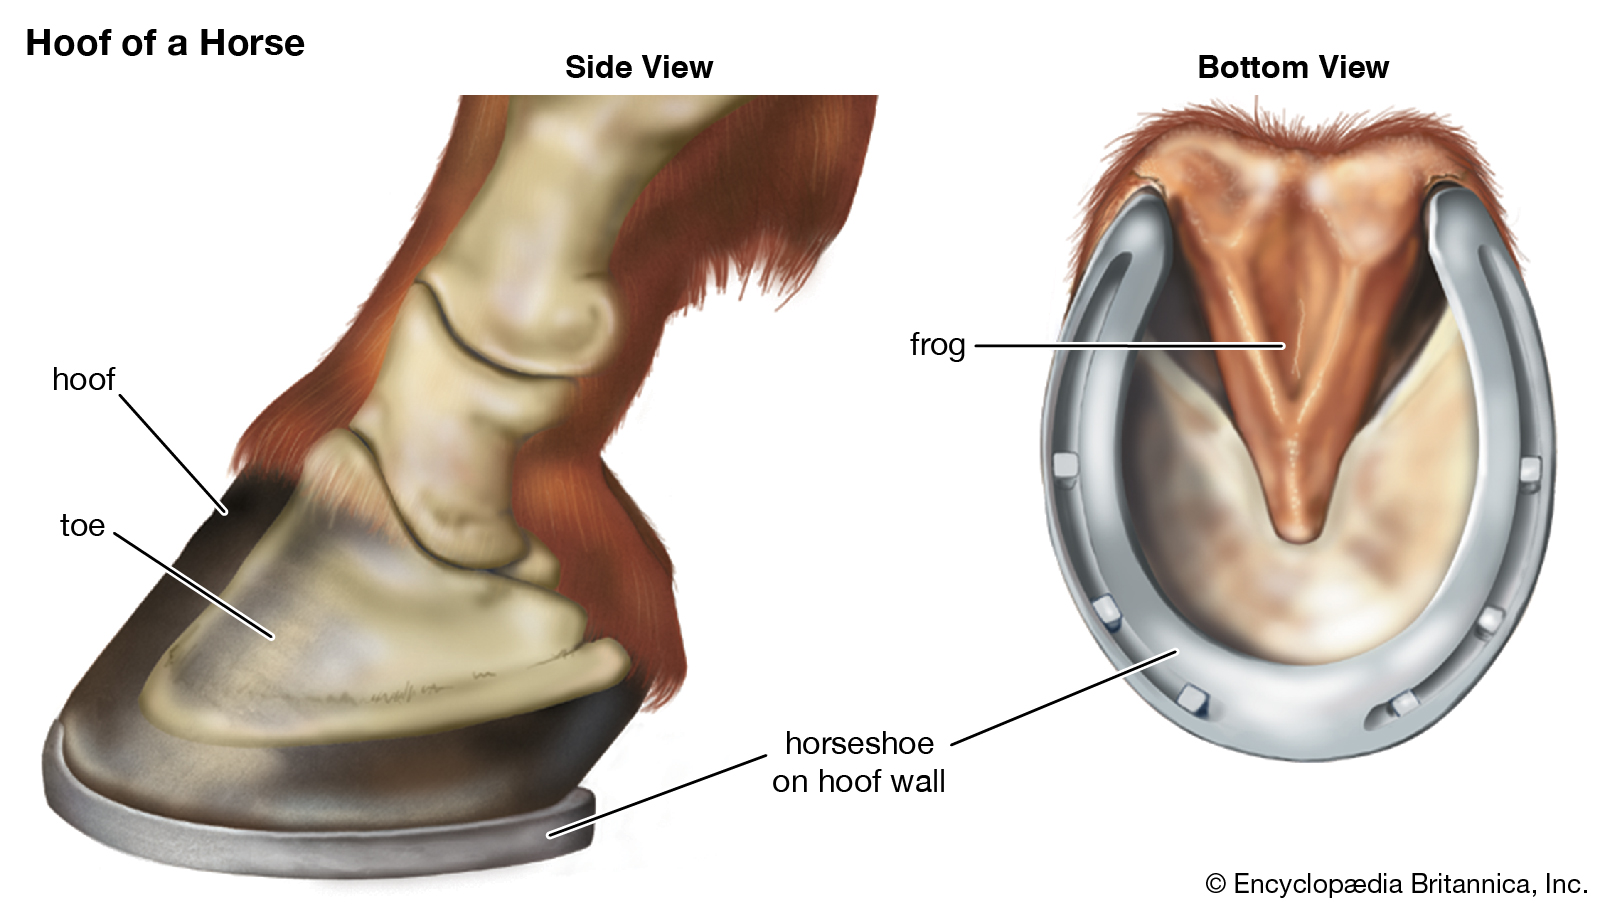 Hoof of a Horse
Side View
Bottom View
hoof
toe
frog
horseshoe
on hoof wall
© Encyclopædia Britannica, Inc.